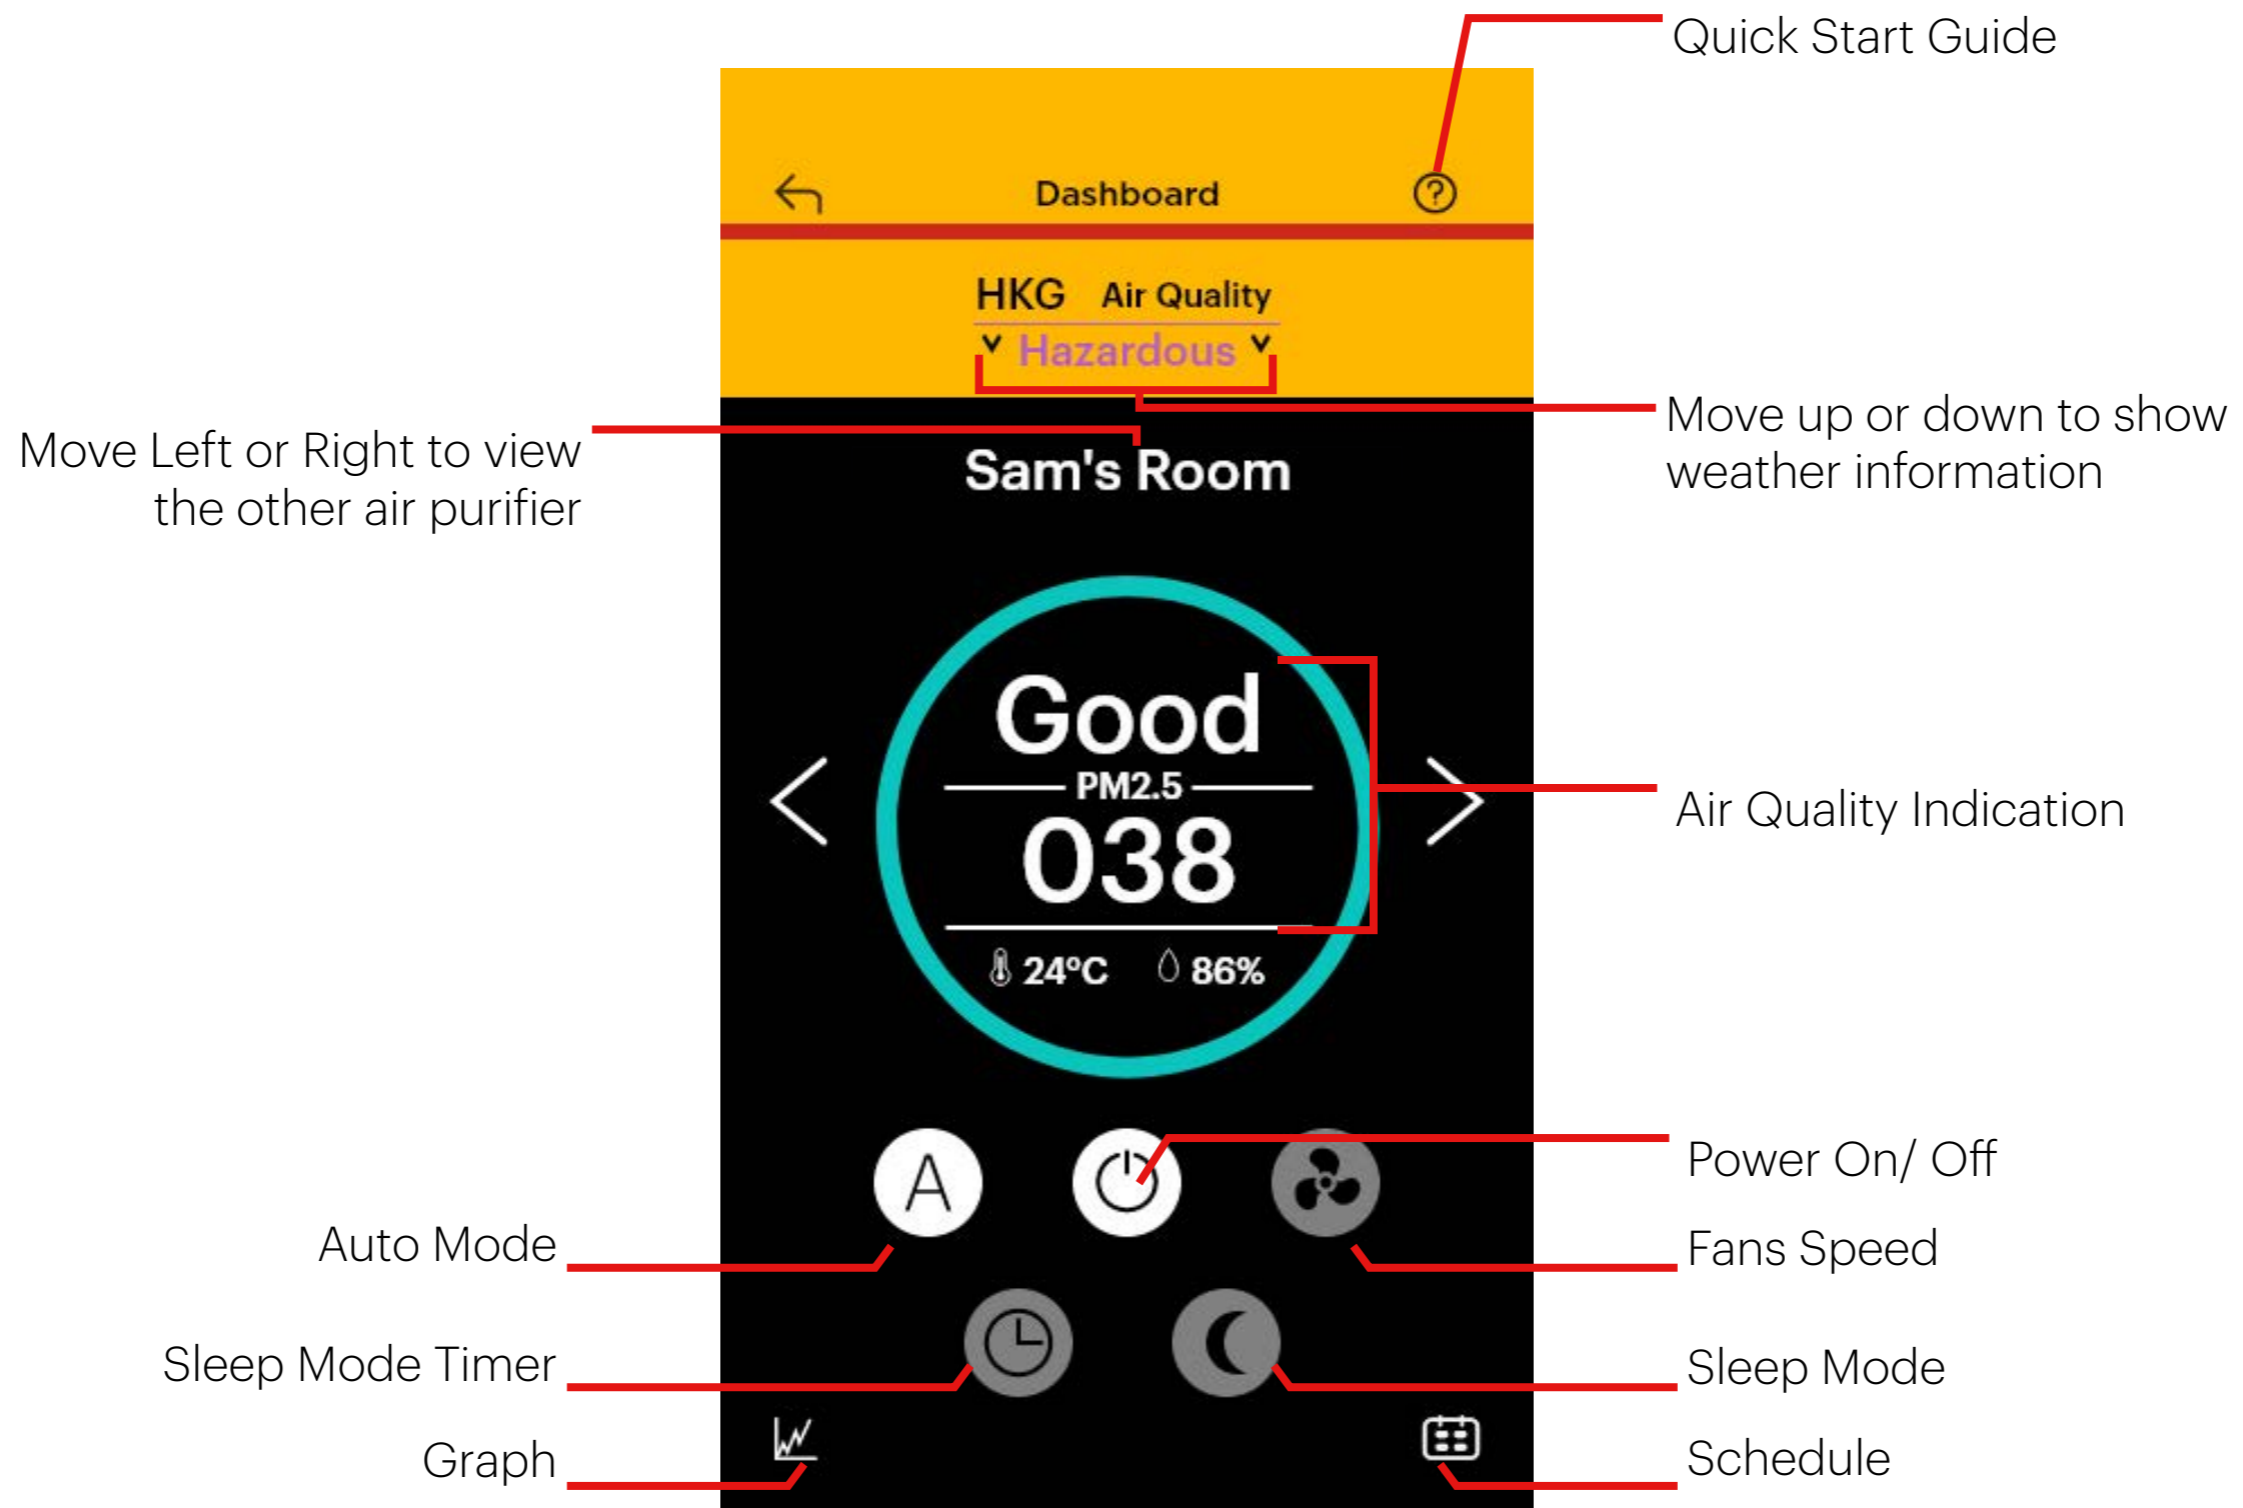 Quick Start Guide
Dashboard
HKG Air Quality
Hazardous
Move Left or Right to view
the other air purifier
Move up or down to show
weather information
Sam's Room
Good
PM2.5
038
24°C 86%
Air Quality Indication
A
Power On/ Off
Auto Mode
Fans Speed
Sleep Mode Timer
Sleep Mode
Graph
Schedule